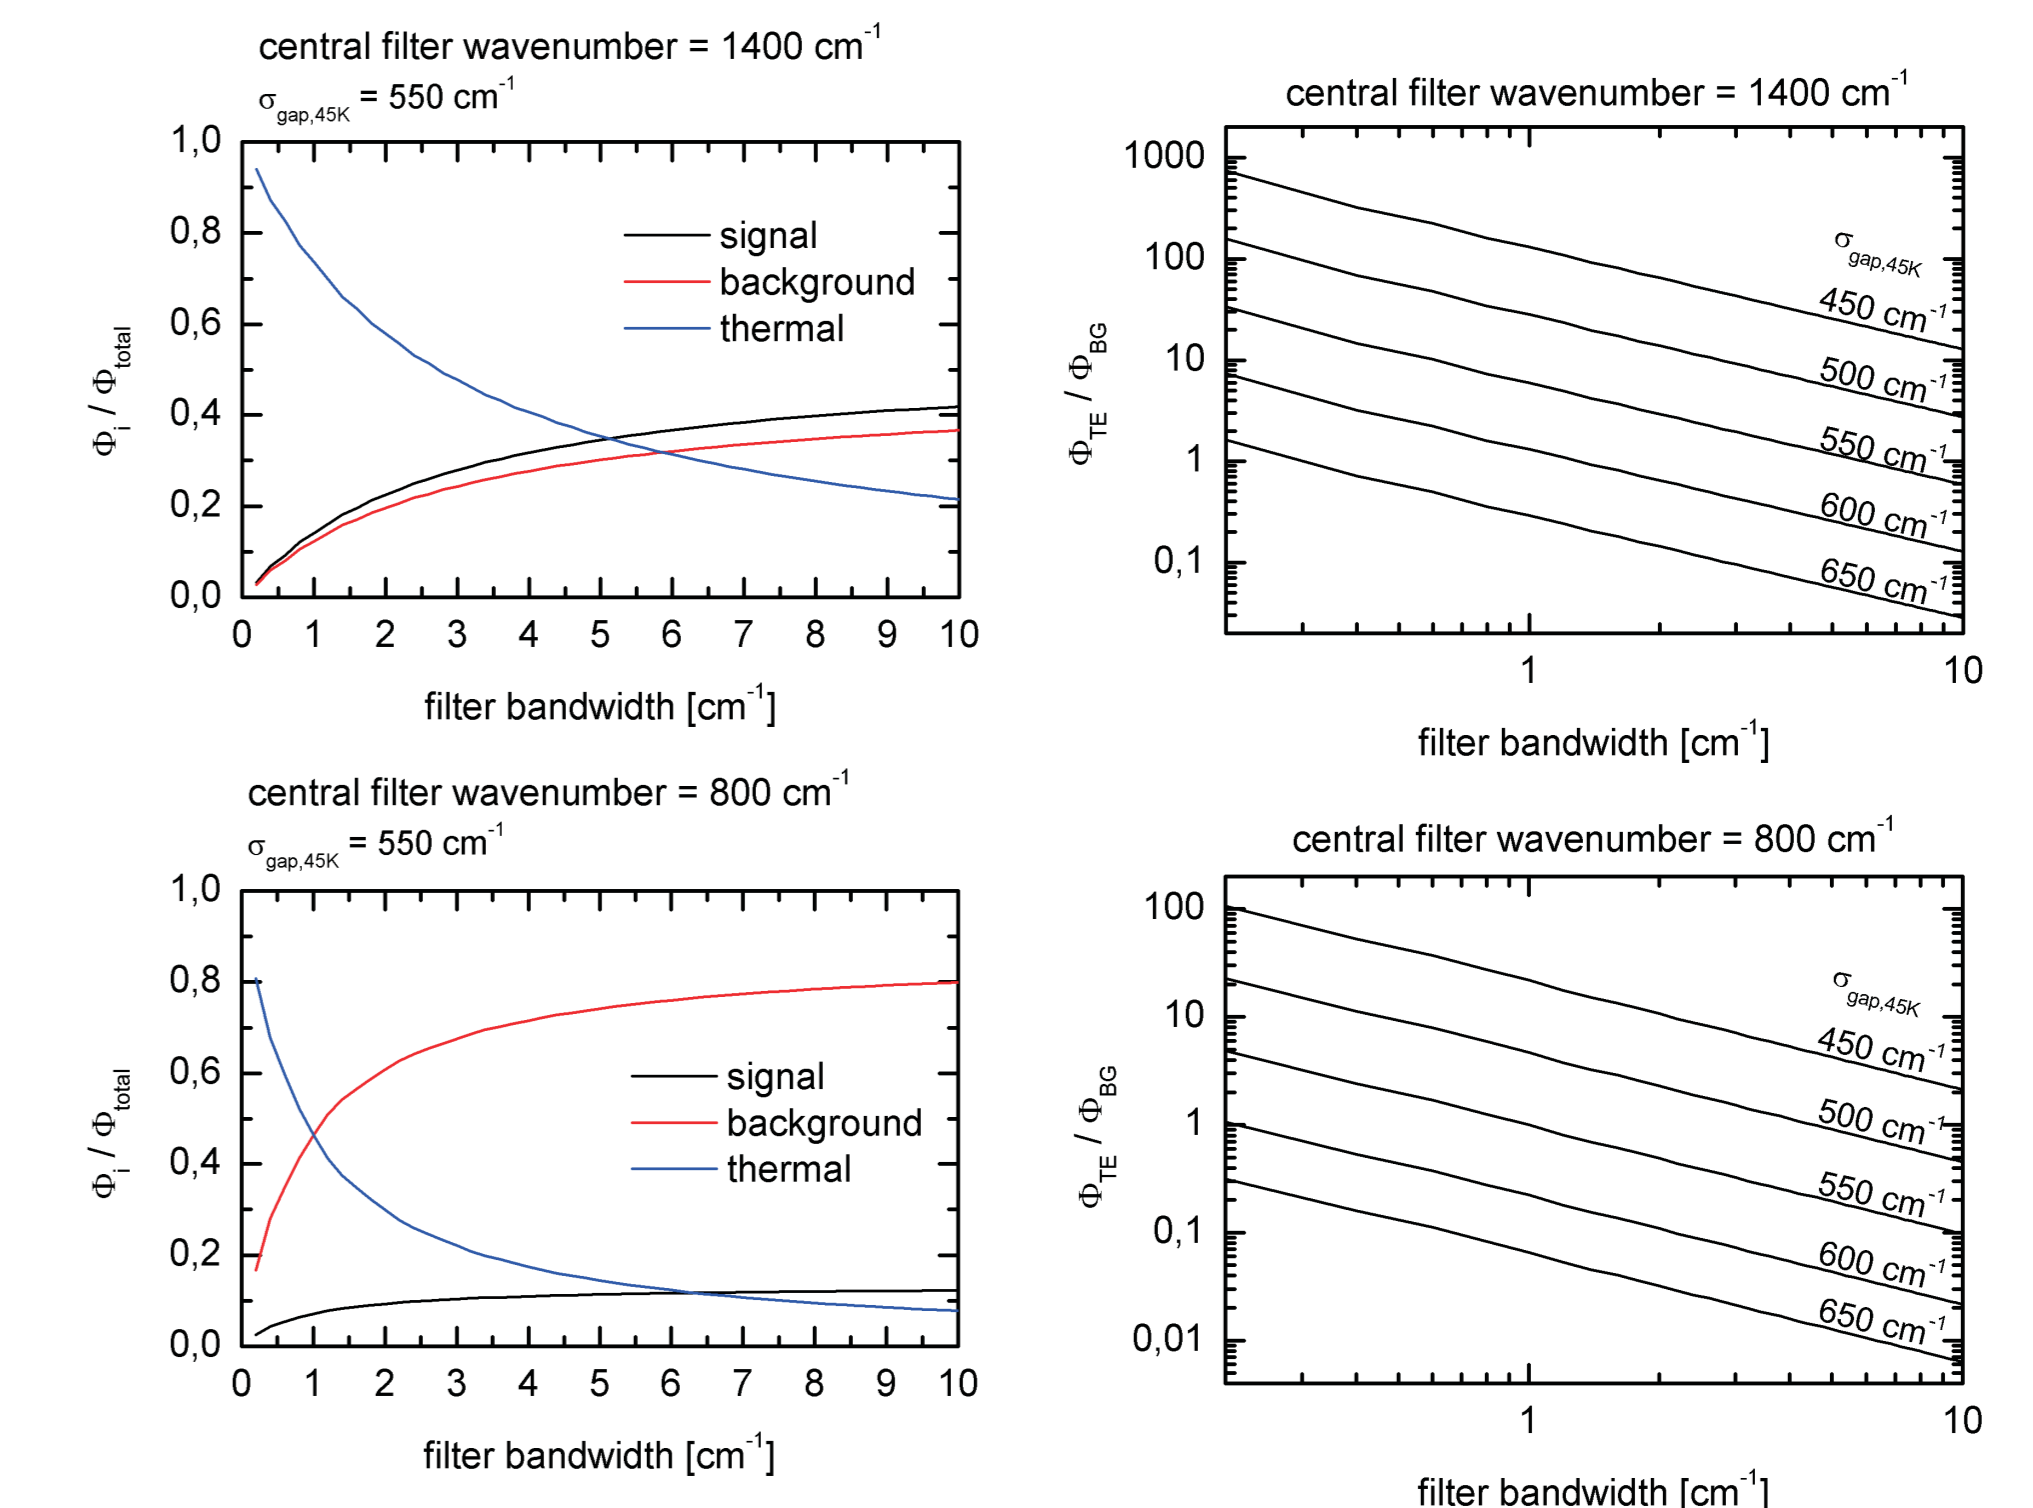 central filter wavenumber = 1400 cm⁻¹
σgap,45K = 550 cm⁻¹
1,0
0,8
0,6
0,4
0,2
0,0
Φi / Φtotal
signal
background
thermal
0 1 2 3 4 5 6 7 8 9 10
filter bandwidth [cm⁻¹]
central filter wavenumber = 1400 cm⁻¹
1000
100
10
1
0,1
ΦTE / ΦBG
σgap,45K
450 cm⁻¹
500 cm⁻¹
550 cm⁻¹
600 cm⁻¹
650 cm⁻¹
1 10
filter bandwidth [cm⁻¹]
central filter wavenumber = 800 cm⁻¹
σgap,45K = 550 cm⁻¹
1,0
0,8
0,6
0,4
0,2
0,0
Φi / Φtotal
signal
background
thermal
0 1 2 3 4 5 6 7 8 9 10
filter bandwidth [cm⁻¹]
central filter wavenumber = 800 cm⁻¹
100
10
1
0,1
0,01
ΦTE / ΦBG
σgap,45K
450 cm⁻¹
500 cm⁻¹
550 cm⁻¹
600 cm⁻¹
650 cm⁻¹
1 10
filter bandwidth [cm⁻¹]